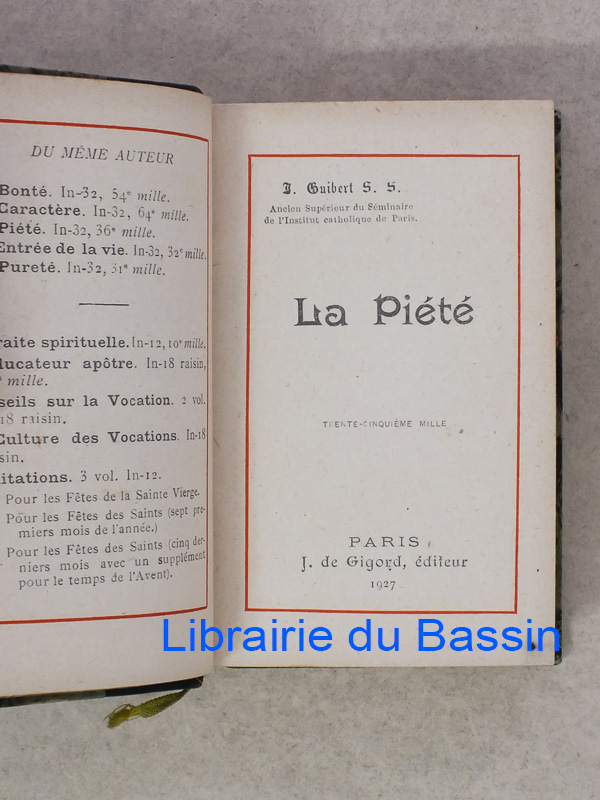 DU MÊME AUTEUR
Bonté. In-32, 54e mille.
Caractère. In-32, 64e mille.
Piété. In-32, 36e mille.
Entrée de la vie. In-32, 32e mille.
Pureté. In-32, 31e mille.
raite spirituelle. In-12, 10e mille.
ducateur apôtre. In-18 raisin,
e mille.
seils sur la Vocation. 2 vol.
18 raisin.
Culture des Vocations. In-18
sin.
itations. 3 vol. In-12.
Pour les Fêtes de la Sainte Vierge.
Pour les Fêtes des Saints (sept pre-
miers mois de l'année.)
Pour les Fêtes des Saints (cinq der-
niers mois avec un supplément
pour le temps de l'Avent).
J. Guibert S. S.
Ancien Supérieur du Séminaire
de l'Institut catholique de Paris.
La Piété
TRENTE-CINQUIÈME MILLE
PARIS
J. de Gigord, éditeur
1927
Librairie du Bassin